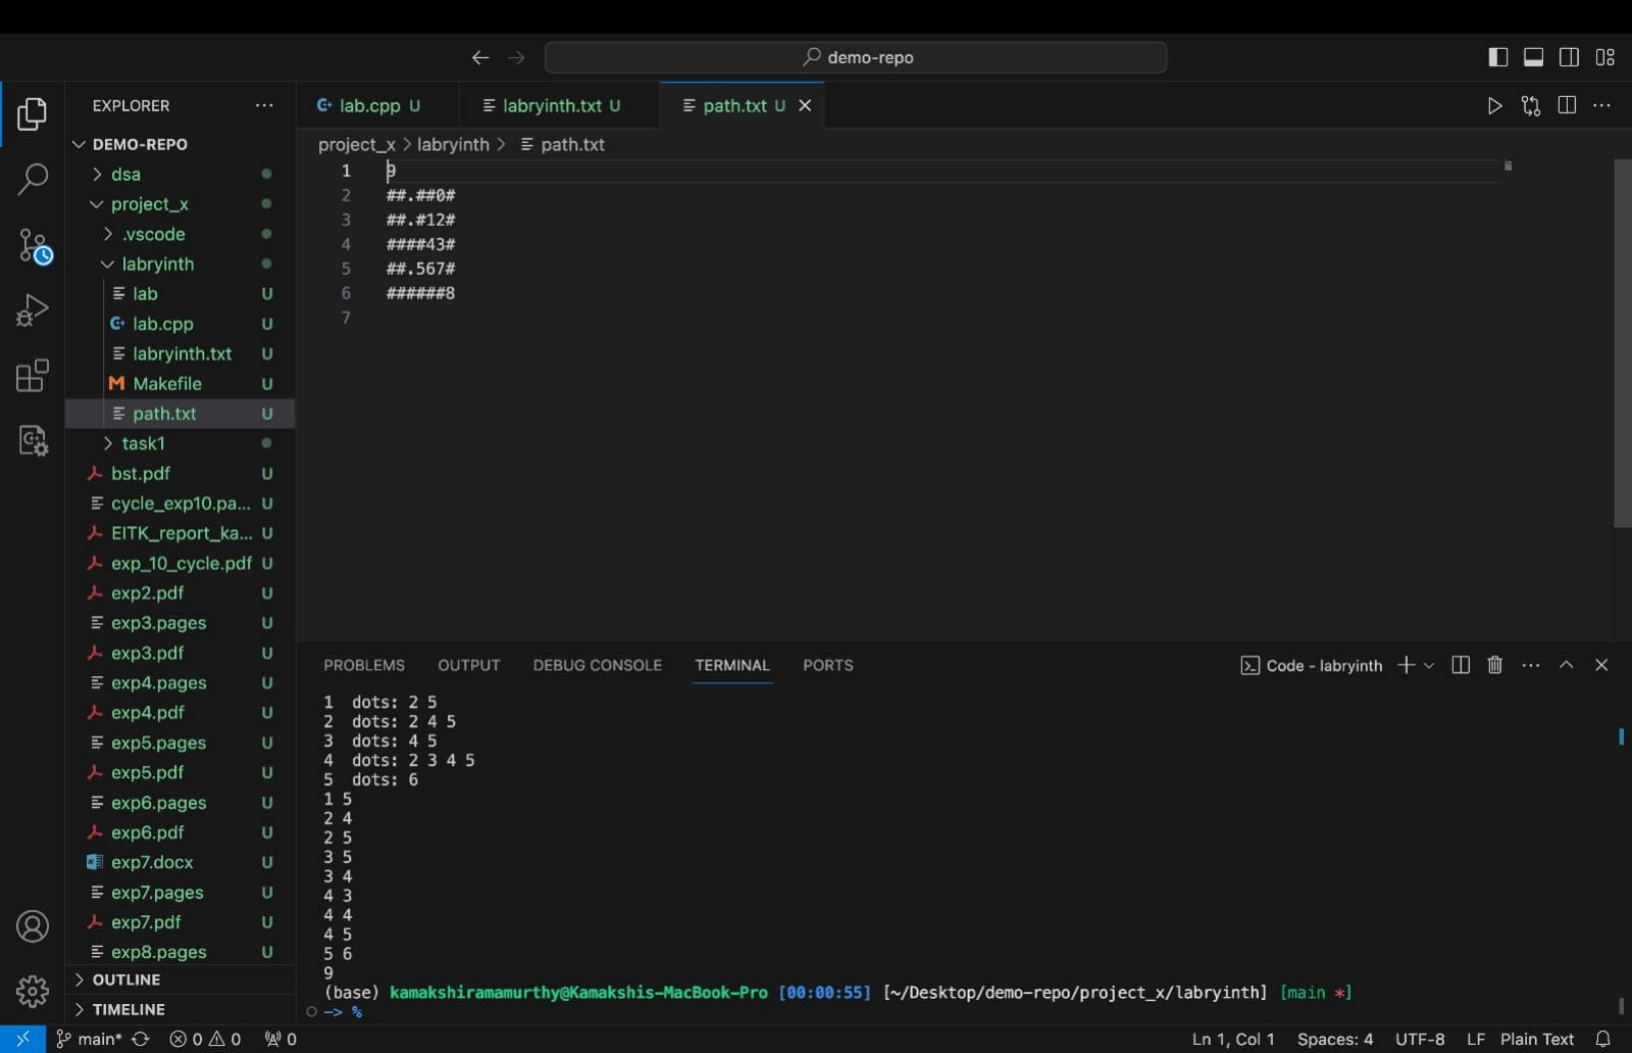 demo-repo
EXPLORER
DEMO-REPO
dsa
project_x
.vscode
labryinth
lab U
lab.cpp U
labryinth.txt U
M Makefile U
path.txt U
task1
bst.pdf U
cycle_exp10.pa... U
EITK_report_ka... U
exp_10_cycle.pdf U
exp2.pdf U
exp3.pages U
exp3.pdf U
exp4.pages U
exp4.pdf U
exp5.pages U
exp5.pdf U
exp6.pages U
exp6.pdf U
exp7.docx U
exp7.pages U
exp7.pdf U
exp8.pages U
OUTLINE
TIMELINE
lab.cpp U labryinth.txt U path.txt U
project_x > labryinth > path.txt
1 9
2 ##.##0#
3 ##.#12#
4 ####43#
5 ##.567#
6 ######8
7
PROBLEMS OUTPUT DEBUG CONSOLE TERMINAL PORTS Code - labryinth
1 dots: 2 5
2 dots: 2 4 5
3 dots: 4 5
4 dots: 2 3 4 5
5 dots: 6
1 5
2 4
2 5
3 5
3 4
4 3
4 4
4 5
5 6
9
(base) kamakshiramamurthy@Kamakshis-MacBook-Pro [00:00:55] [~/Desktop/demo-repo/project_x/labryinth] [main *]
-> %
main* 0 0 0 Ln 1, Col 1 Spaces: 4 UTF-8 LF Plain Text